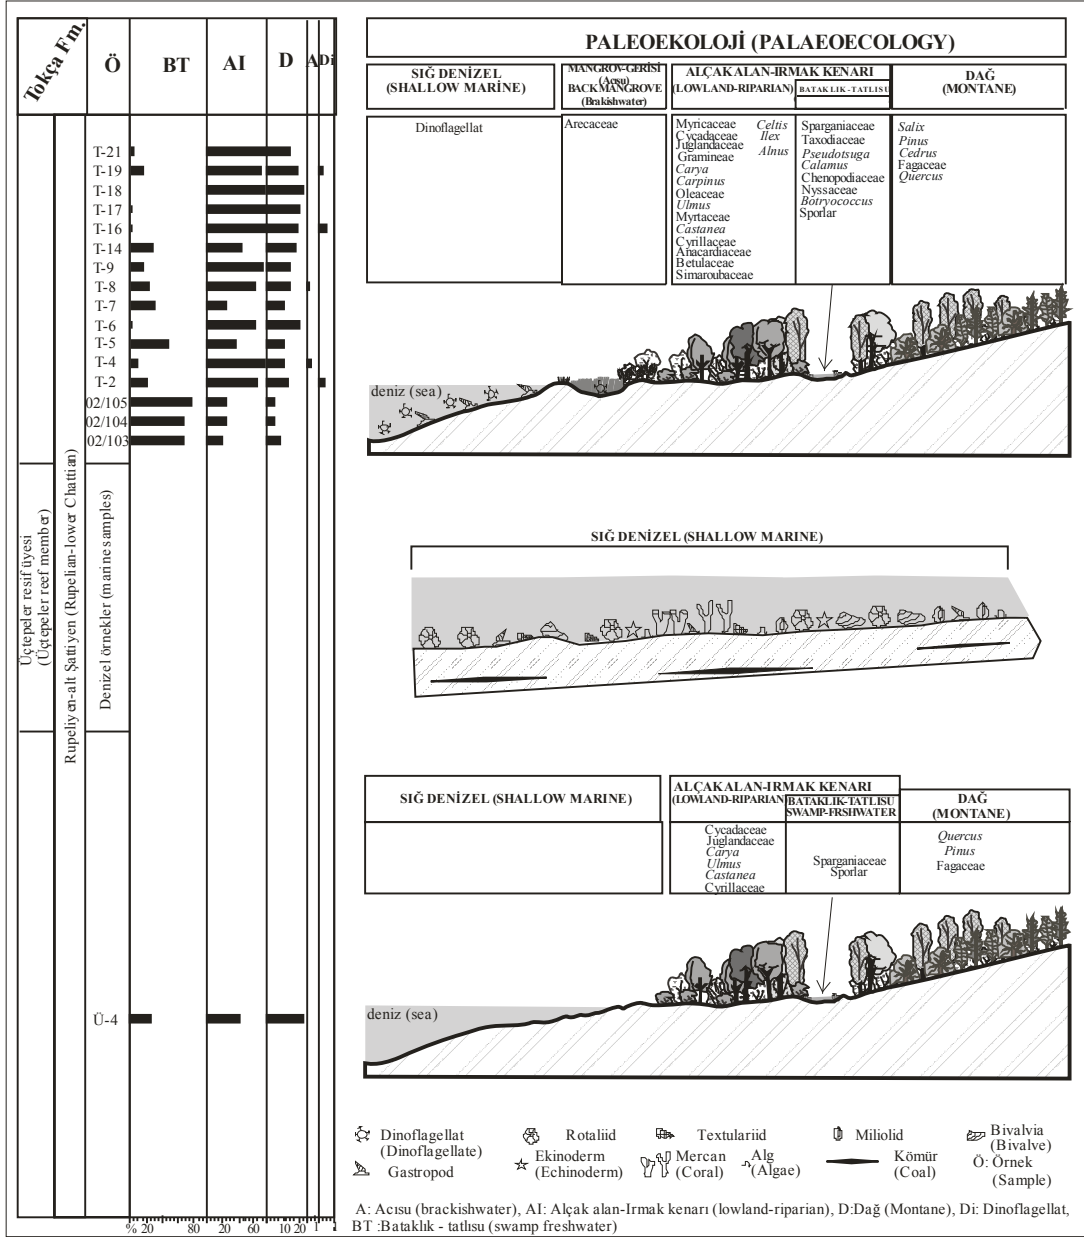 Tokça Fm.
Ö
BT
AI
D
A
Di
T-21
T-19
T-18
T-17
T-16
T-14
T-9
T-8
T-7
T-6
T-5
T-4
T-2
02/105
02/104
02/103
Üçtepeler resif üyesi
(Üçtepeler reef member)
Rupeliyen-alt Şattiyen (Rupelian-lower Chattian)
Denizel örnekler (marine samples)
Ü-4
% 20
20
60
10 20
1
1
PALEOEKOLOJİ (PALAEOECOLOGY)
SIĞ DENİZEL
(SHALLOW MARİNE)
MANGROV-GERİSİ
(Acısu)
BACK MANGROVE
(Brakishwater)
ALÇAK ALAN-IRMAK KENARI
(LOWLAND-RIPARIAN)
BATAKLIK-TATLISU
DAĞ
(MONTANE)
Dinoflagellat
Arecaceae
Myricaceae
Cycadaceae
Juglandaceae
Gramineae
Carya
Carpinus
Oleaceae
Ulmus
Myrtaceae
Castanea
Cyrillaceae
Anacardiaceae
Betulaceae
Simaroubaceae
Celtis
Ilex
Alnus
Sparganiaceae
Taxodiaceae
Pseudotsuga
Calamus
Chenopodiaceae
Nyssaceae
Botryococcus
Sporlar
Salix
Pinus
Cedrus
Fagaceae
Quercus
deniz (sea)
SIĞ DENİZEL (SHALLOW MARINE)
SIĞ DENİZEL (SHALLOW MARINE)
ALÇAK ALAN-IRMAK KENARI
(LOWLAND-RIPARIAN)
BATAKLIK-TATLISU
SWAMP-FRSHWATER
DAĞ
(MONTANE)
Cycadaceae
Juglandaceae
Carya
Ulmus
Castanea
Cyrillaceae
Sparganiaceae
Sporlar
Quercus
Pinus
Fagaceae
deniz (sea)
Dinoflagellat
(Dinoflagellate)
Rotaliid
Textulariid
Miliolid
Bivalvia
(Bivalve)
Gastropod
Ekinoderm
(Echinoderm)
Mercan
(Coral)
Alg
(Algae)
Kömür
(Coal)
Ö: Örnek
(Sample)
A: Acısu (brackishwater), AI: Alçak alan-Irmak kenarı (lowland-riparian), D:Dağ (Montane), Di: Dinoflagellat,
BT :Bataklık - tatlısu (swamp freshwater)